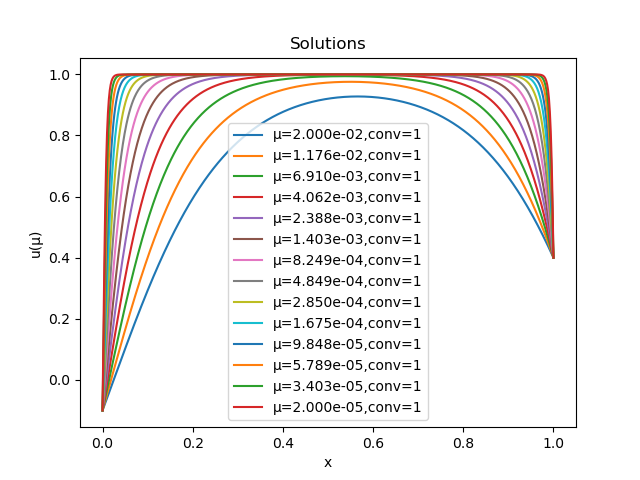 Solutions
u(μ)
1.0
0.8
0.6
0.4
0.2
0.0
μ=2.000e-02,conv=1
μ=1.176e-02,conv=1
μ=6.910e-03,conv=1
μ=4.062e-03,conv=1
μ=2.388e-03,conv=1
μ=1.403e-03,conv=1
μ=8.249e-04,conv=1
μ=4.849e-04,conv=1
μ=2.850e-04,conv=1
μ=1.675e-04,conv=1
μ=9.848e-05,conv=1
μ=5.789e-05,conv=1
μ=3.403e-05,conv=1
μ=2.000e-05,conv=1
0.0 0.2 0.4 0.6 0.8 1.0
x